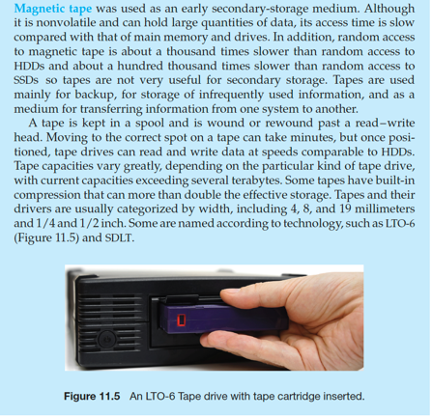 Magnetic tape was used as an early secondary-storage medium. Although
it is nonvolatile and can hold large quantities of data, its access time is slow
compared with that of main memory and drives. In addition, random access
to magnetic tape is about a thousand times slower than random access to
HDDs and about a hundred thousand times slower than random access to
SSDs so tapes are not very useful for secondary storage. Tapes are used
mainly for backup, for storage of infrequently used information, and as a
medium for transferring information from one system to another.
A tape is kept in a spool and is wound or rewound past a read–write
head. Moving to the correct spot on a tape can take minutes, but once posi-
tioned, tape drives can read and write data at speeds comparable to HDDs.
Tape capacities vary greatly, depending on the particular kind of tape drive,
with current capacities exceeding several terabytes. Some tapes have built-in
compression that can more than double the effective storage. Tapes and their
drivers are usually categorized by width, including 4, 8, and 19 millimeters
and 1/4 and 1/2 inch. Some are named according to technology, such as LTO-6
(Figure 11.5) and SDLT.
Figure 11.5 An LTO-6 Tape drive with tape cartridge inserted.